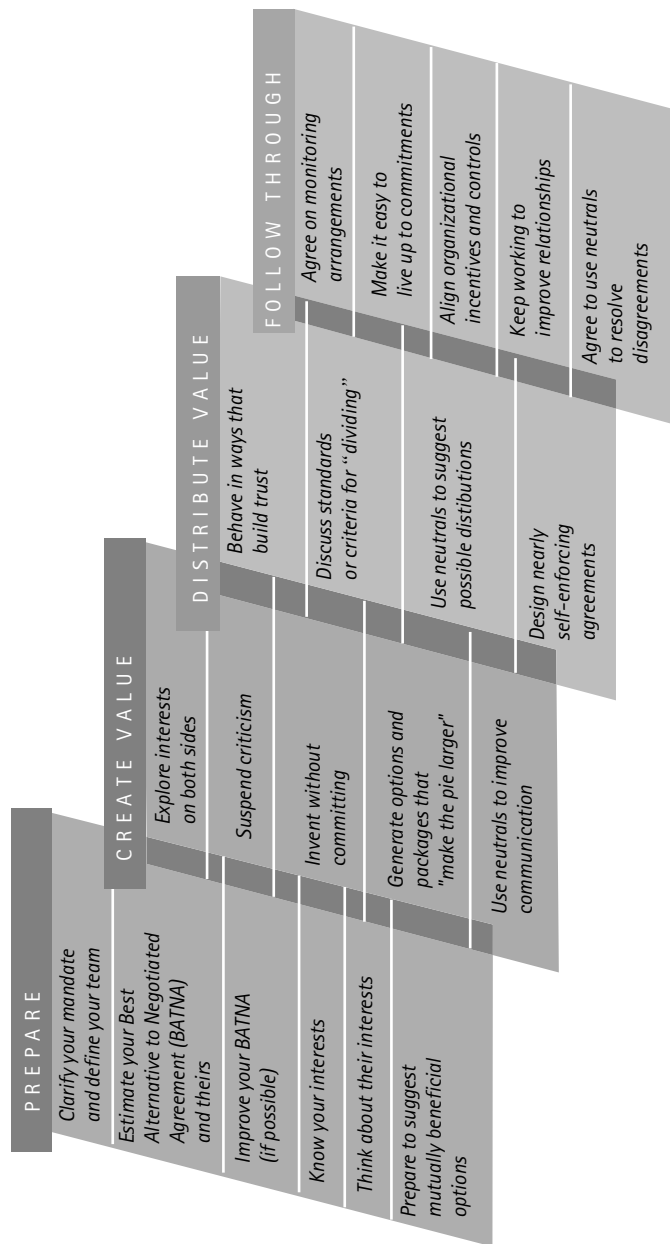 PREPARE
Clarify your mandate
and define your team
Estimate your Best
Alternative to Negotiated
Agreement (BATNA)
and theirs
Improve your BATNA
(if possible)
Know your interests
Think about their interests
Prepare to suggest
mutually beneficial
options
CREATE VALUE
Explore interests
on both sides
Suspend criticism
Invent without
committing
Generate options and
packages that
"make the pie larger"
Use neutrals to improve
communication
DISTRIBUTE VALUE
Behave in ways that
build trust
Discuss standards
or criteria for “dividing”
Use neutrals to suggest
possible distibutions
Design nearly
self-enforcing
agreements
FOLLOW THROUGH
Agree on monitoring
arrangements
Make it easy to
live up to commitments
Align organizational
incentives and controls
Keep working to
improve relationships
Agree to use neutrals
to resolve
disagreements